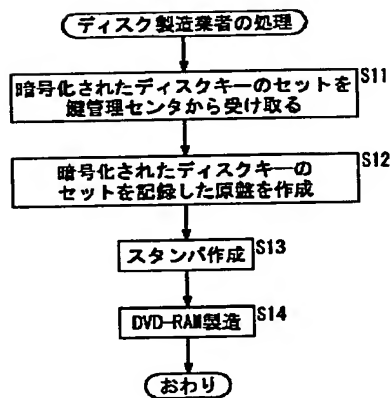 ディスク製造業者の処理
S11
暗号化されたディスクキーのセットを
鍵管理センタから受け取る
S12
暗号化されたディスクキーの
セットを記録した原盤を作成
S13
スタンパ作成
S14
DVD-RAM製造
おわり